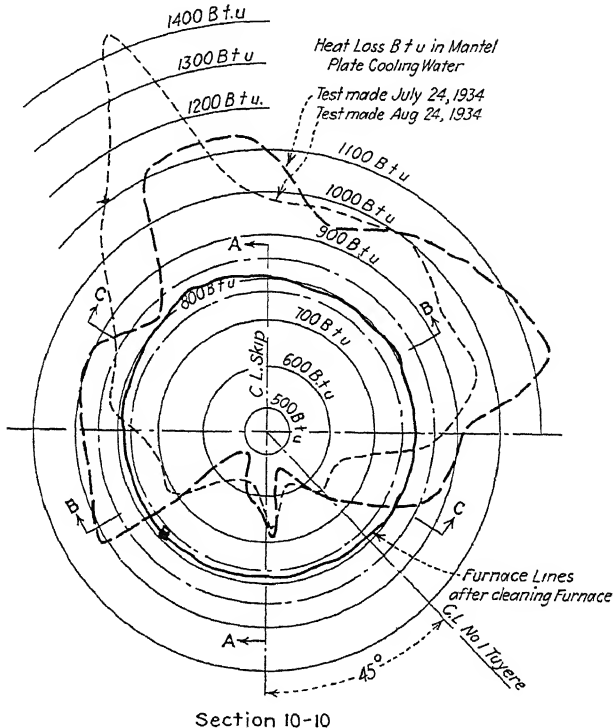 1400 B.t.u
1300 B t u
1200 B t u.
Heat Loss B t u in Mantel
Plate Cooling Water
Test made July 24, 1934
Test made Aug 24, 1934
1100 B t u
1000 B t u
900 B t u
A
C
800 B t u
B
700 B t u
C L. Skip
600 B t u
500 B t u
B
C
Furnace Lines
after cleaning Furnace
C.L. No 1 Tuyere
A
45°
Section 10-10